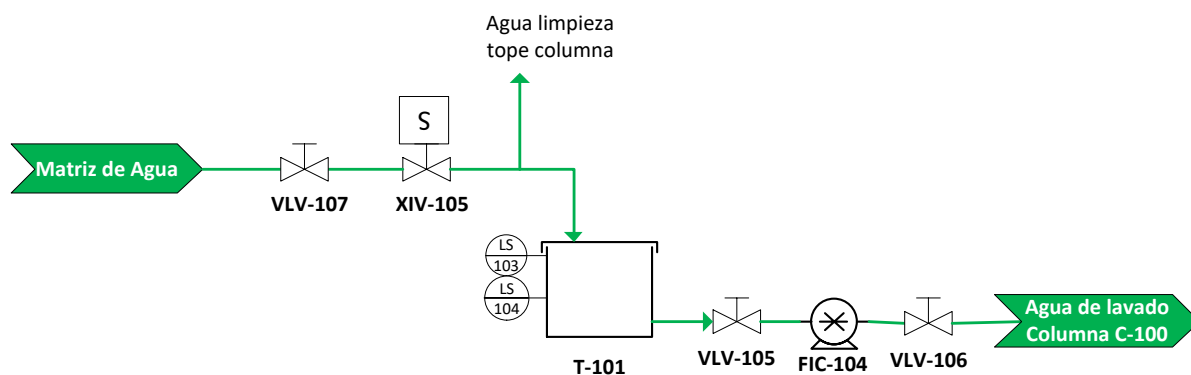 Agua limpieza
tope columna
S
Matriz de Agua
VLV-107
XIV-105
LS
103
LS
104
T-101
VLV-105
FIC-104
VLV-106
Agua de lavado
Columna C-100